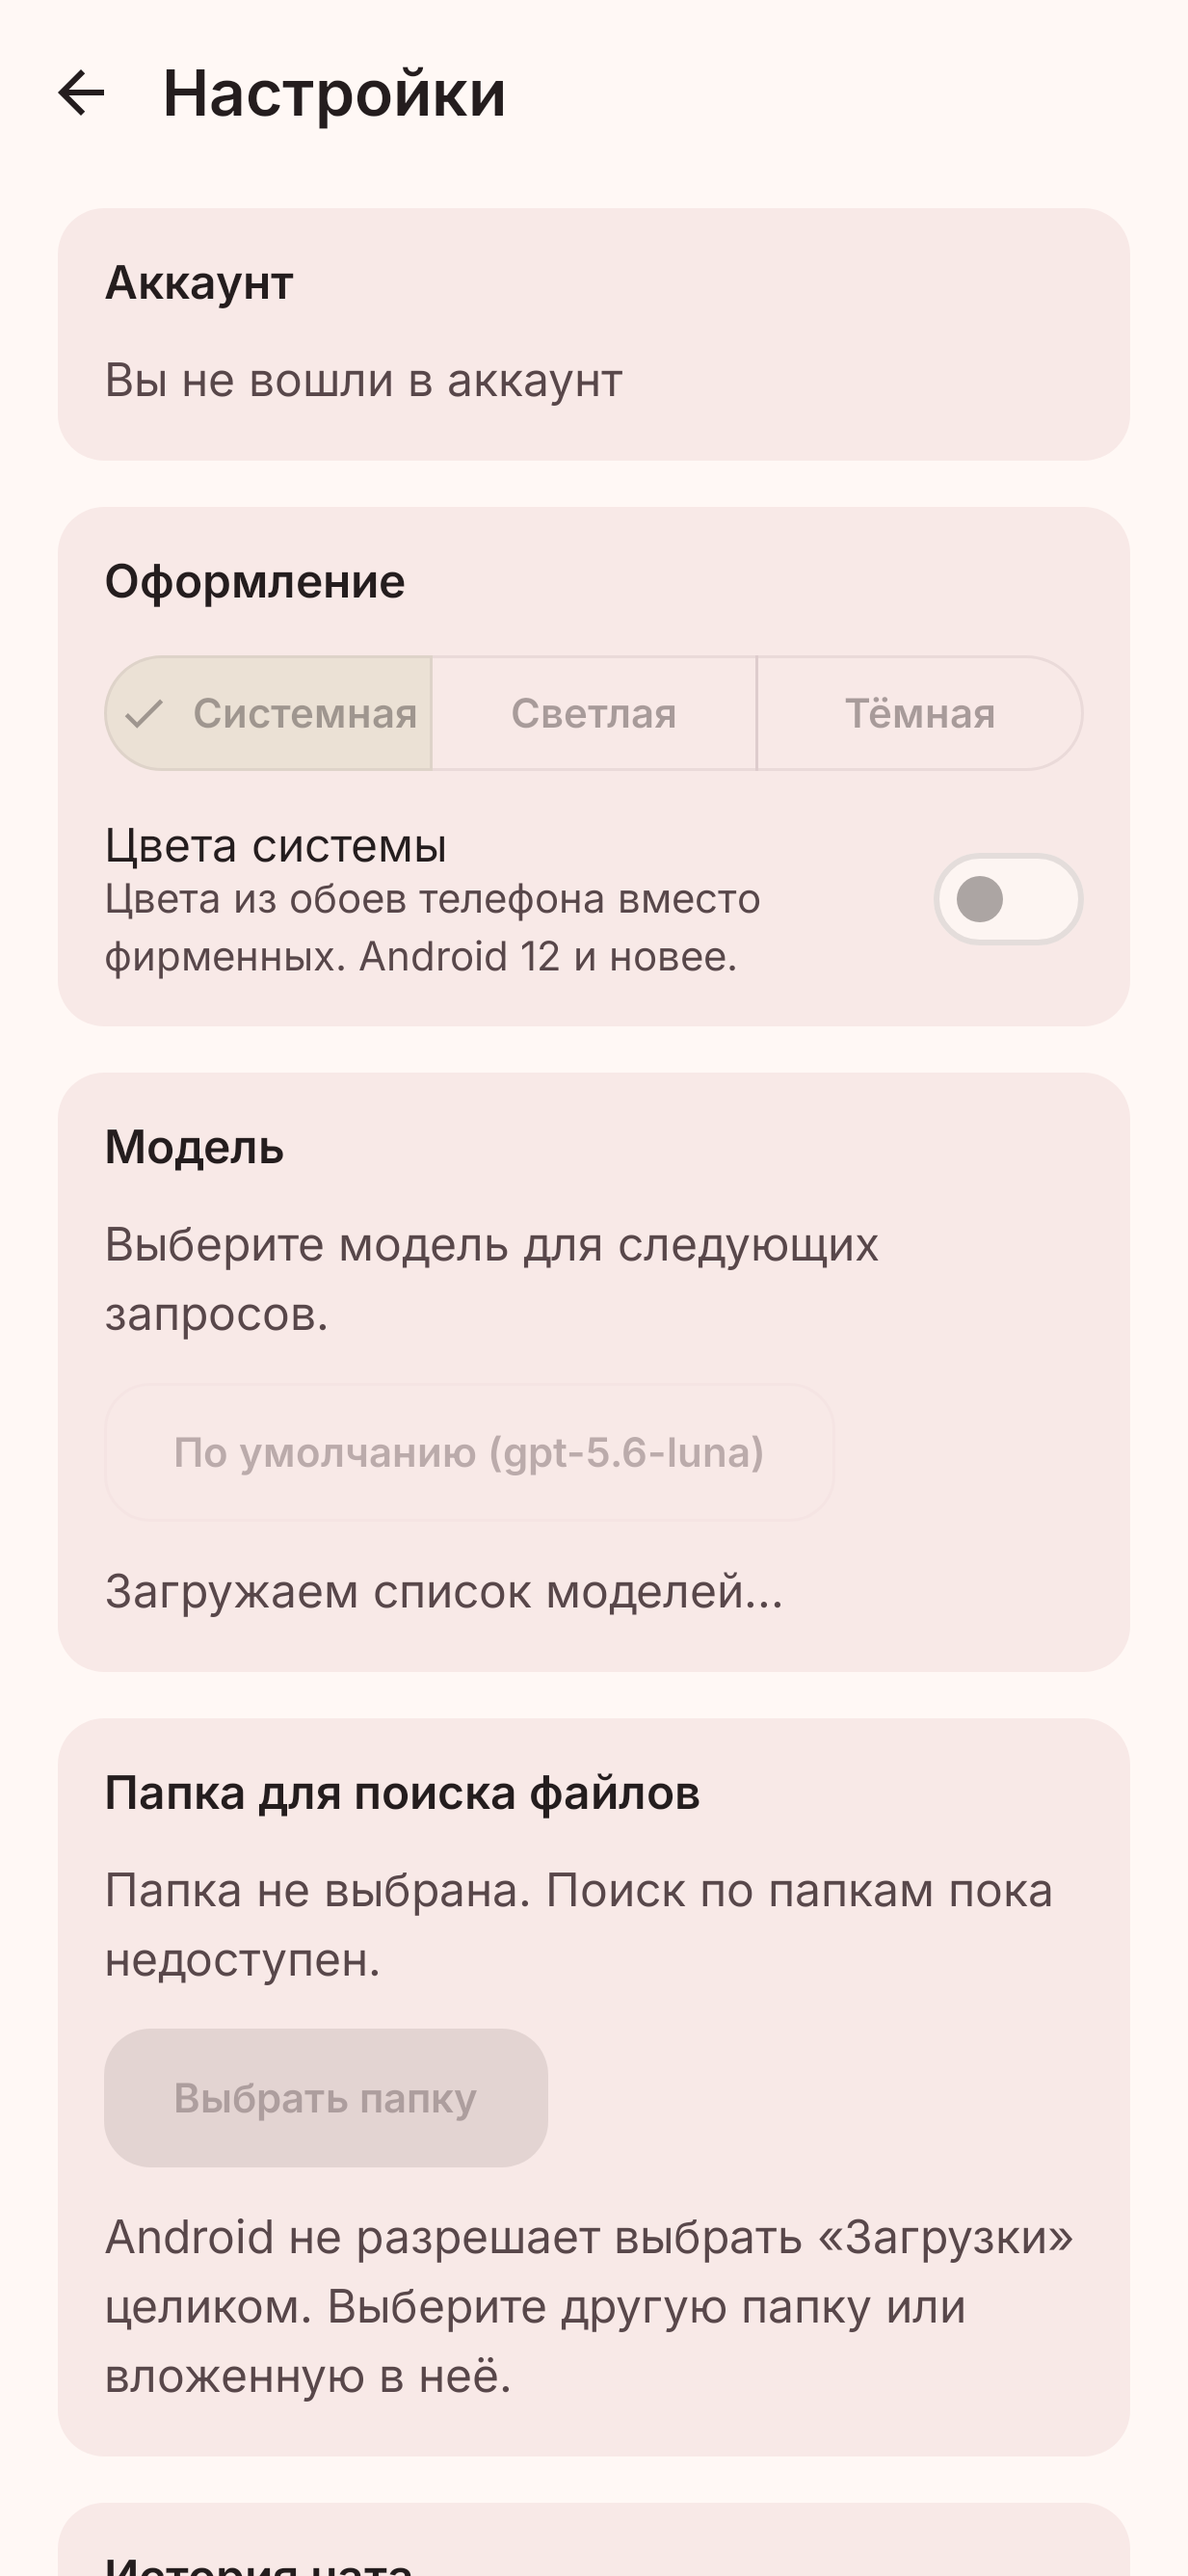 Настройки
Аккаунт
Вы не вошли в аккаунт
Оформление
Системная
Светлая
Тёмная
Цвета системы
Цвета из обоев телефона вместо
фирменных. Android 12 и новее.
Модель
Выберите модель для следующих
запросов.
По умолчанию (gpt-5.6-luna)
Загружаем список моделей...
Папка для поиска файлов
Папка не выбрана. Поиск по папкам пока
недоступен.
Выбрать папку
Android не разрешает выбрать «Загрузки»
целиком. Выберите другую папку или
вложенную в неё.
История чата